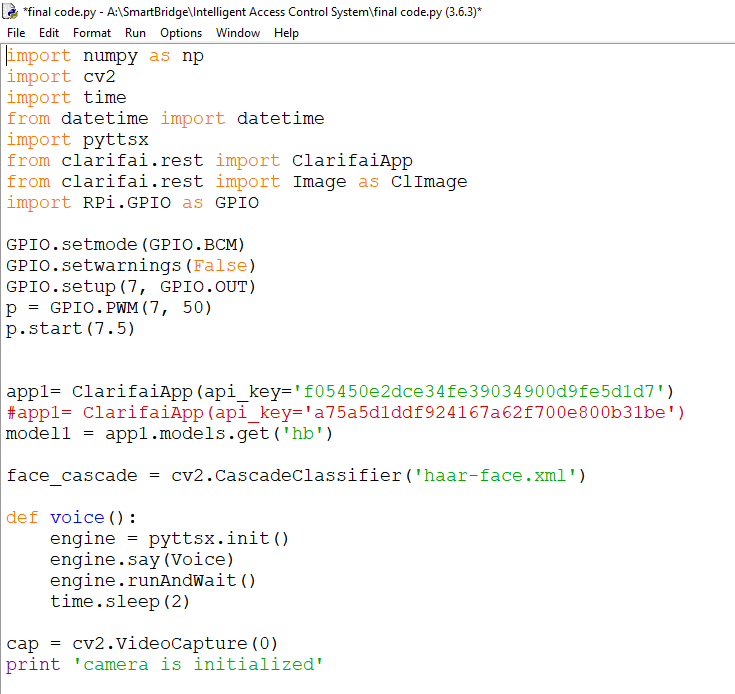 *final code.py - A:\SmartBridge\Intelligent Access Control System\final code.py (3.6.3)*
File Edit Format Run Options Window Help
import numpy as np
import cv2
import time
from datetime import datetime
import pyttsx
from clarifai.rest import ClarifaiApp
from clarifai.rest import Image as ClImage
import RPi.GPIO as GPIO
GPIO.setmode(GPIO.BCM)
GPIO.setwarnings(False)
GPIO.setup(7, GPIO.OUT)
p = GPIO.PWM(7, 50)
p.start(7.5)
app1= ClarifaiApp(api_key='f05450e2dce34fe39034900d9fe5d1d7')
#app1= ClarifaiApp(api_key='a75a5d1ddf924167a62f700e800b31be')
model1 = app1.models.get('hb')
face_cascade = cv2.CascadeClassifier('haar-face.xml')
def voice():
    engine = pyttsx.init()
    engine.say(Voice)
    engine.runAndWait()
    time.sleep(2)
cap = cv2.VideoCapture(0)
print 'camera is initialized'